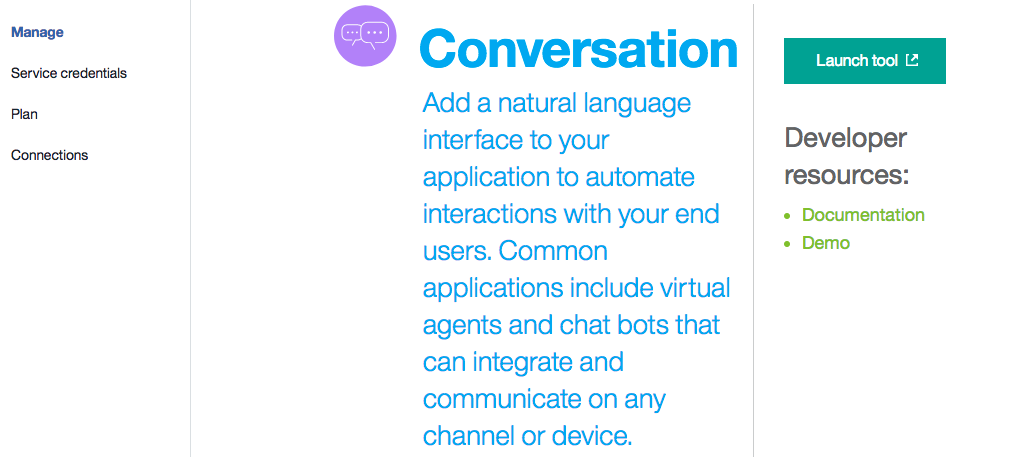 Manage
Service credentials
Plan
Connections
Conversation
Add a natural language
interface to your
application to automate
interactions with your end
users. Common
applications include virtual
agents and chat bots that
can integrate and
communicate on any
channel or device.
Launch tool
Developer
resources:
Documentation
Demo